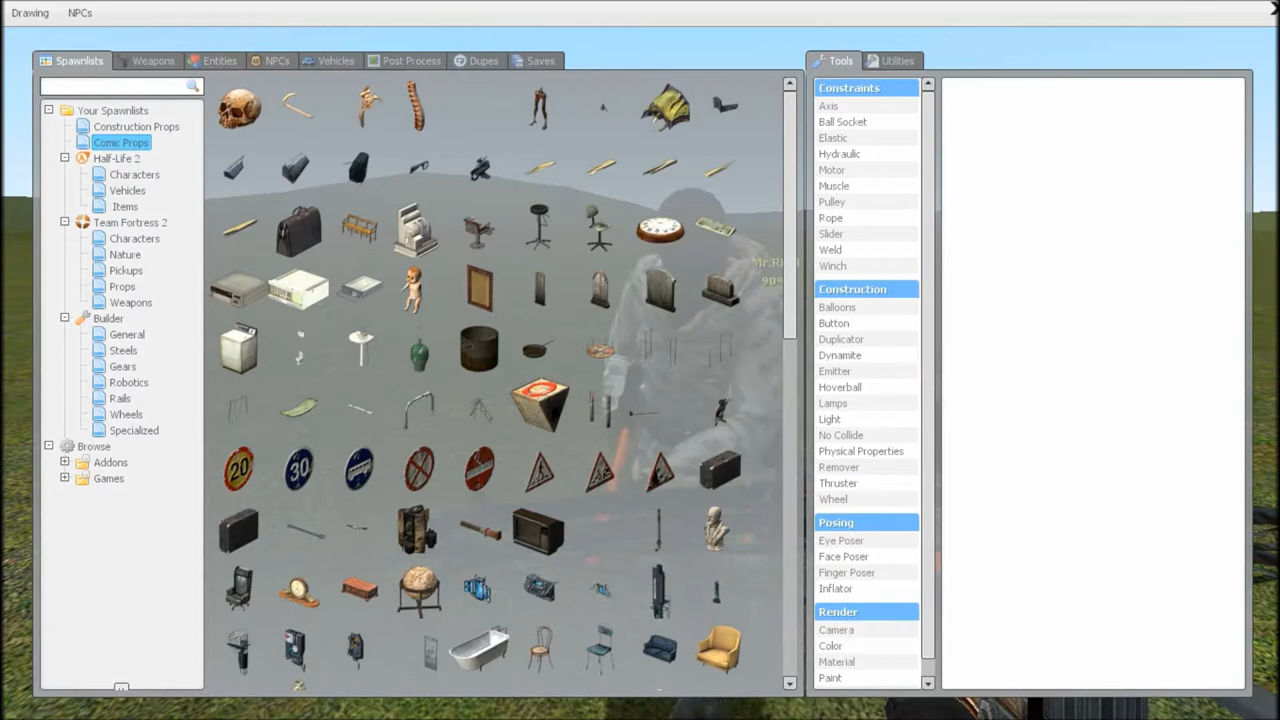 Drawing NPCs
Spawnlists Weapons Entities NPCs Vehicles Post Process Dupes Saves
Tools Utilities
Your Spawnlists
Construction Props
Comic Props
Half-Life 2
Characters
Vehicles
Items
Team Fortress 2
Characters
Nature
Pickups
Props
Weapons
Builder
General
Steels
Gears
Robotics
Rails
Wheels
Specialized
Browse
Addons
Games
20
30
90%
Constraints
Axis
Ball Socket
Elastic
Hydraulic
Motor
Muscle
Pulley
Rope
Slider
Weld
Winch
Construction
Balloons
Button
Duplicator
Dynamite
Emitter
Hoverball
Lamps
Light
No Collide
Physical Properties
Remover
Thruster
Wheel
Posing
Eye Poser
Face Poser
Finger Poser
Inflator
Render
Camera
Color
Material
Paint